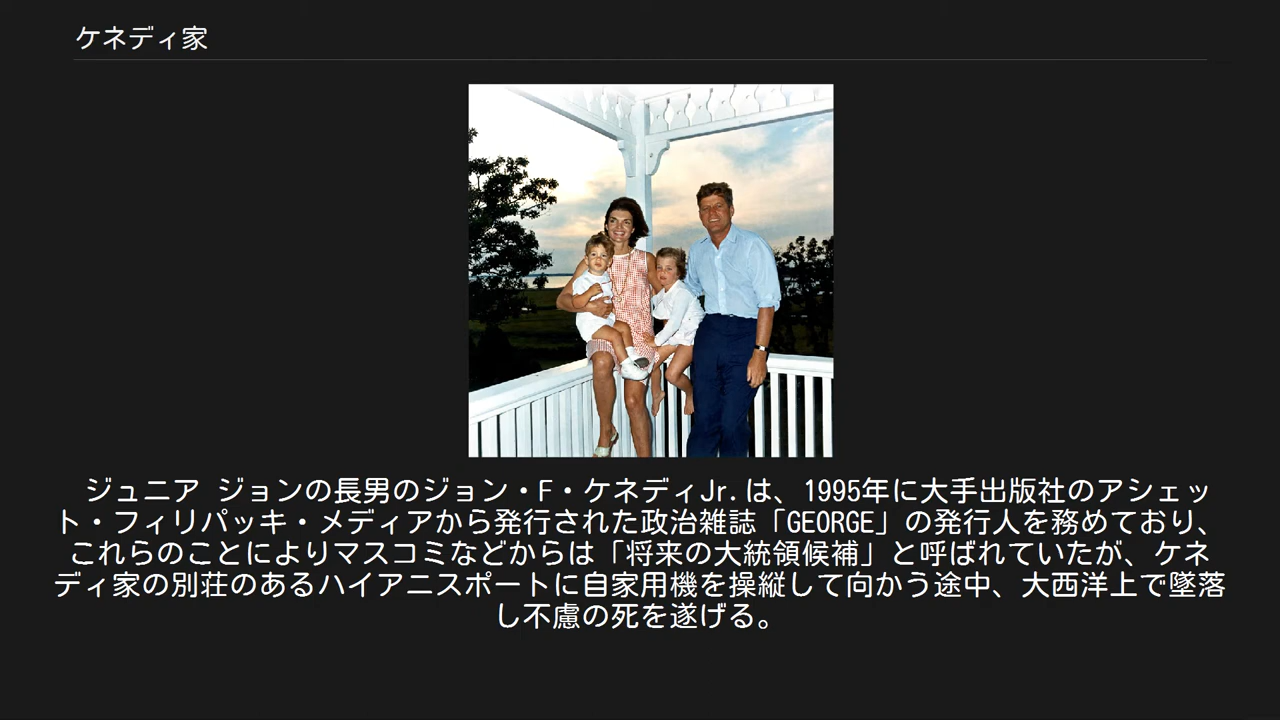 ケネディ家
ジュニア ジョンの長男のジョン・F・ケネディJr.は、1995年に大手出版社のアシェッ
ト・フィリパッキ・メディアから発行された政治雑誌「GEORGE」の発行人を務めており、
これらのことによりマスコミなどからは「将来の大統領候補」と呼ばれていたが、ケネ
ディ家の別荘のあるハイアニスポートに自家用機を操縦して向かう途中、大西洋上で墜落
し不慮の死を遂げる。